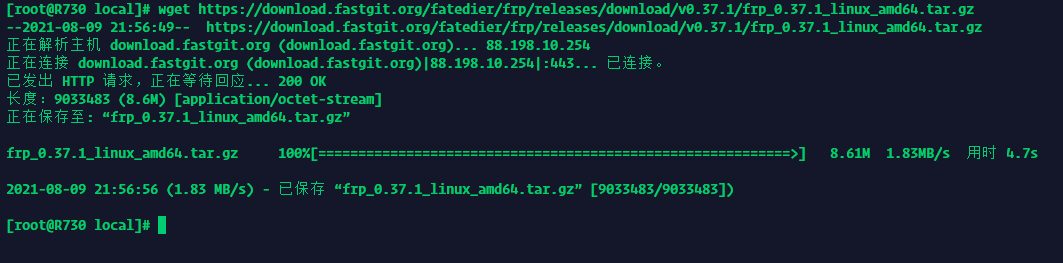 [root@R730 local]# wget https://download.fastgit.org/fatedier/frp/releases/download/v0.37.1/frp_0.37.1_linux_amd64.tar.gz
--2021-08-09 21:56:49--  https://download.fastgit.org/fatedier/frp/releases/download/v0.37.1/frp_0.37.1_linux_amd64.tar.gz
正在解析主机 download.fastgit.org (download.fastgit.org)... 88.198.10.254
正在连接 download.fastgit.org (download.fastgit.org)|88.198.10.254|:443... 已连接。
已发出 HTTP 请求，正在等待回应... 200 OK
长度：9033483 (8.6M) [application/octet-stream]
正在保存至: “frp_0.37.1_linux_amd64.tar.gz”
frp_0.37.1_linux_amd64.tar.gz     100%[===========================================================>]   8.61M  1.83MB/s  用时 4.7s
2021-08-09 21:56:56 (1.83 MB/s) - 已保存 “frp_0.37.1_linux_amd64.tar.gz” [9033483/9033483])
[root@R730 local]#